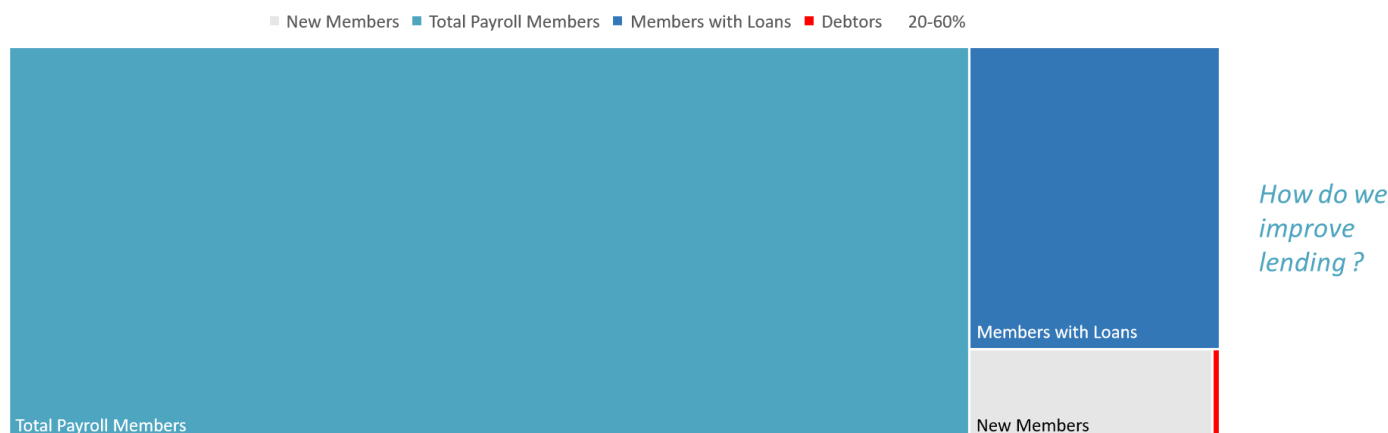 New Members Total Payroll Members Members with Loans Debtors 20-60%
How do we
improve
lending ?
Members with Loans
Total Payroll Members
New Members